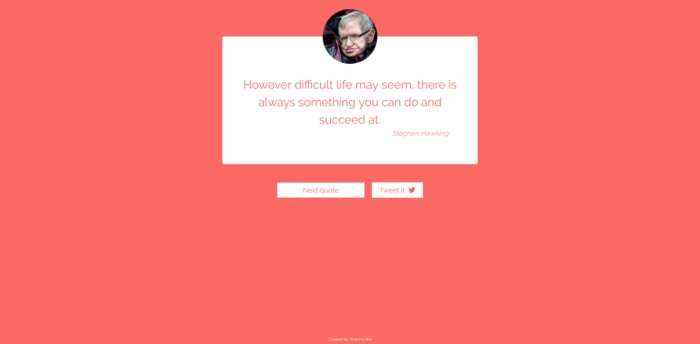 However difficult life may seem, there is
always something you can do and
succeed at.
Stephen Hawking
Next quote
Tweet it
Created by